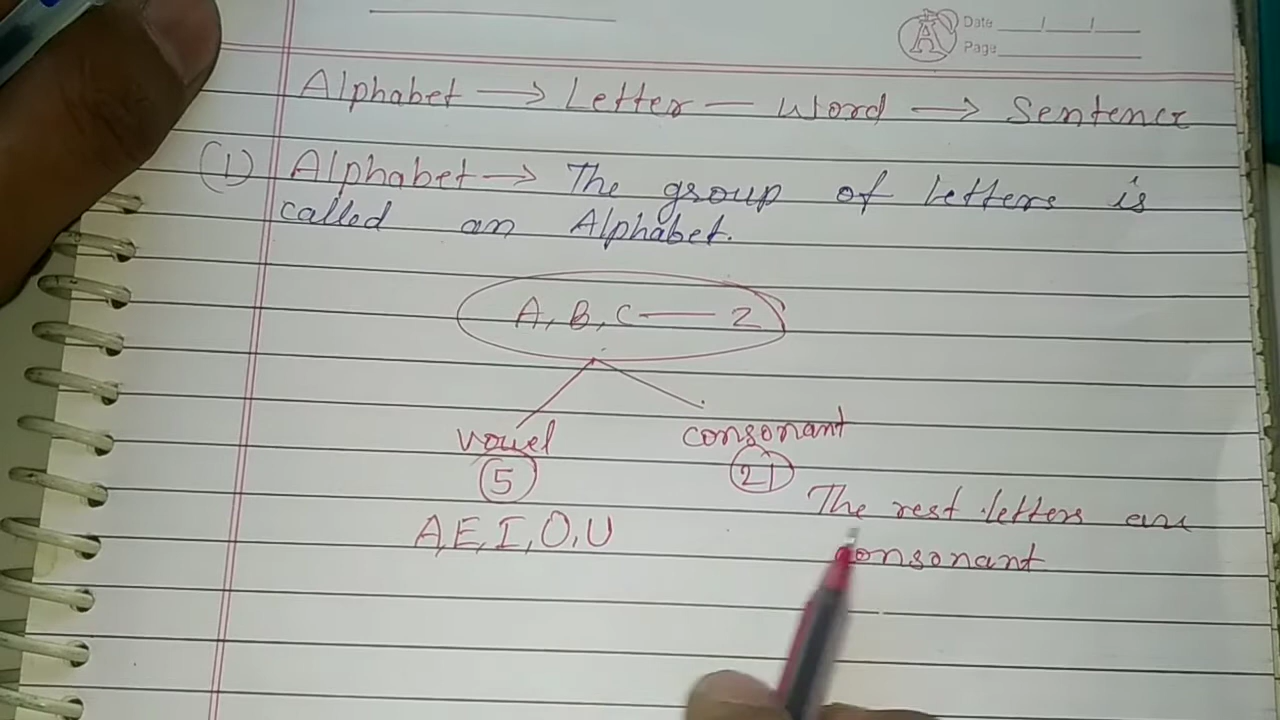 Date
Page
Alphabet → Letter — Word → Sentence
(1) Alphabet → The group of Letters is
called an Alphabet.
A, B, C — Z
vowel consonant
5 21
The rest letters are
A, E, I, O, U
consonant